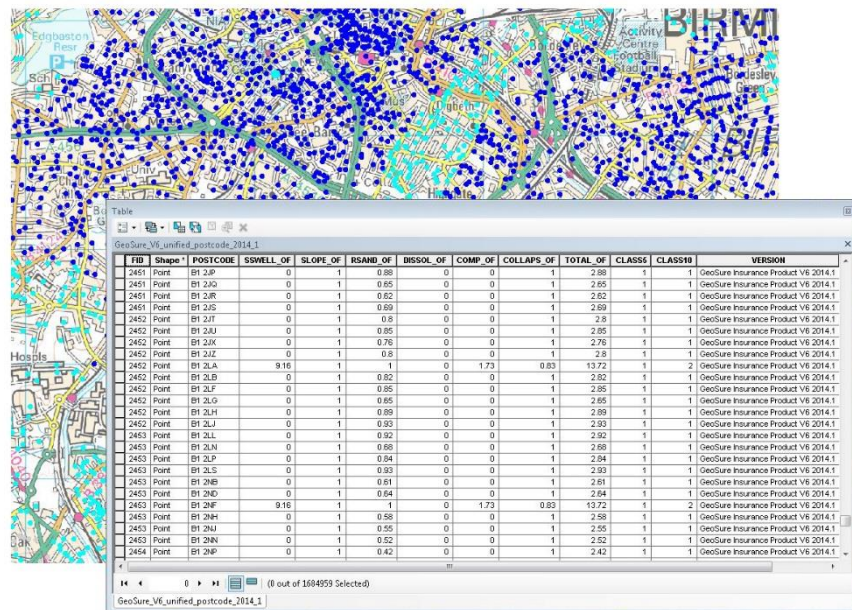 BIRMI
Edgbaston
Resr
Activity
Centre
Football
Stadium
Bordesley
Green
Digbeth
Univ
Hospls
Table
GeoSure_V6_unified_postcode_2014_1
FID Shape * POSTCODE SSWELL_OF SLOPE_OF RSAND_OF DISSOL_OF COMP_OF COLLAPS_OF TOTAL_OF CLASS5 CLASS10 VERSION
2451 Point B1 2JP 0 1 0.88 0 0 1 2.88 1 1 GeoSure Insurance Product V6 2014.1
2451 Point B1 2JQ 0 1 0.65 0 0 1 2.65 1 1 GeoSure Insurance Product V6 2014.1
2451 Point B1 2JR 0 1 0.62 0 0 1 2.62 1 1 GeoSure Insurance Product V6 2014.1
2451 Point B1 2JS 0 1 0.69 0 0 1 2.69 1 1 GeoSure Insurance Product V6 2014.1
2452 Point B1 2JT 0 1 0.8 0 0 1 2.8 1 1 GeoSure Insurance Product V6 2014.1
2452 Point B1 2JU 0 1 0.85 0 0 1 2.85 1 1 GeoSure Insurance Product V6 2014.1
2452 Point B1 2JX 0 1 0.76 0 0 1 2.76 1 1 GeoSure Insurance Product V6 2014.1
2452 Point B1 2JZ 0 1 0.8 0 0 1 2.8 1 1 GeoSure Insurance Product V6 2014.1
2452 Point B1 2LA 9.16 1 1 0 1.73 0.83 13.72 1 2 GeoSure Insurance Product V6 2014.1
2452 Point B1 2LB 0 1 0.82 0 0 1 2.82 1 1 GeoSure Insurance Product V6 2014.1
2452 Point B1 2LF 0 1 0.85 0 0 1 2.85 1 1 GeoSure Insurance Product V6 2014.1
2452 Point B1 2LG 0 1 0.65 0 0 1 2.65 1 1 GeoSure Insurance Product V6 2014.1
2452 Point B1 2LH 0 1 0.89 0 0 1 2.89 1 1 GeoSure Insurance Product V6 2014.1
2452 Point B1 2LJ 0 1 0.93 0 0 1 2.93 1 1 GeoSure Insurance Product V6 2014.1
2453 Point B1 2LL 0 1 0.92 0 0 1 2.92 1 1 GeoSure Insurance Product V6 2014.1
2453 Point B1 2LN 0 1 0.68 0 0 1 2.68 1 1 GeoSure Insurance Product V6 2014.1
2453 Point B1 2LP 0 1 0.84 0 0 1 2.84 1 1 GeoSure Insurance Product V6 2014.1
2453 Point B1 2LS 0 1 0.93 0 0 1 2.93 1 1 GeoSure Insurance Product V6 2014.1
2453 Point B1 2NB 0 1 0.61 0 0 1 2.61 1 1 GeoSure Insurance Product V6 2014.1
2453 Point B1 2ND 0 1 0.64 0 0 1 2.64 1 1 GeoSure Insurance Product V6 2014.1
2453 Point B1 2NF 9.16 1 1 0 1.73 0.83 13.72 1 2 GeoSure Insurance Product V6 2014.1
2453 Point B1 2NH 0 1 0.58 0 0 1 2.58 1 1 GeoSure Insurance Product V6 2014.1
2453 Point B1 2NJ 0 1 0.55 0 0 1 2.55 1 1 GeoSure Insurance Product V6 2014.1
2453 Point B1 2NN 0 1 0.52 0 0 1 2.52 1 1 GeoSure Insurance Product V6 2014.1
2454 Point B1 2NP 0 1 0.42 0 0 1 2.42 1 1 GeoSure Insurance Product V6 2014.1
0 (0 out of 1684959 Selected)
GeoSure_V6_unified_postcode_2014_1